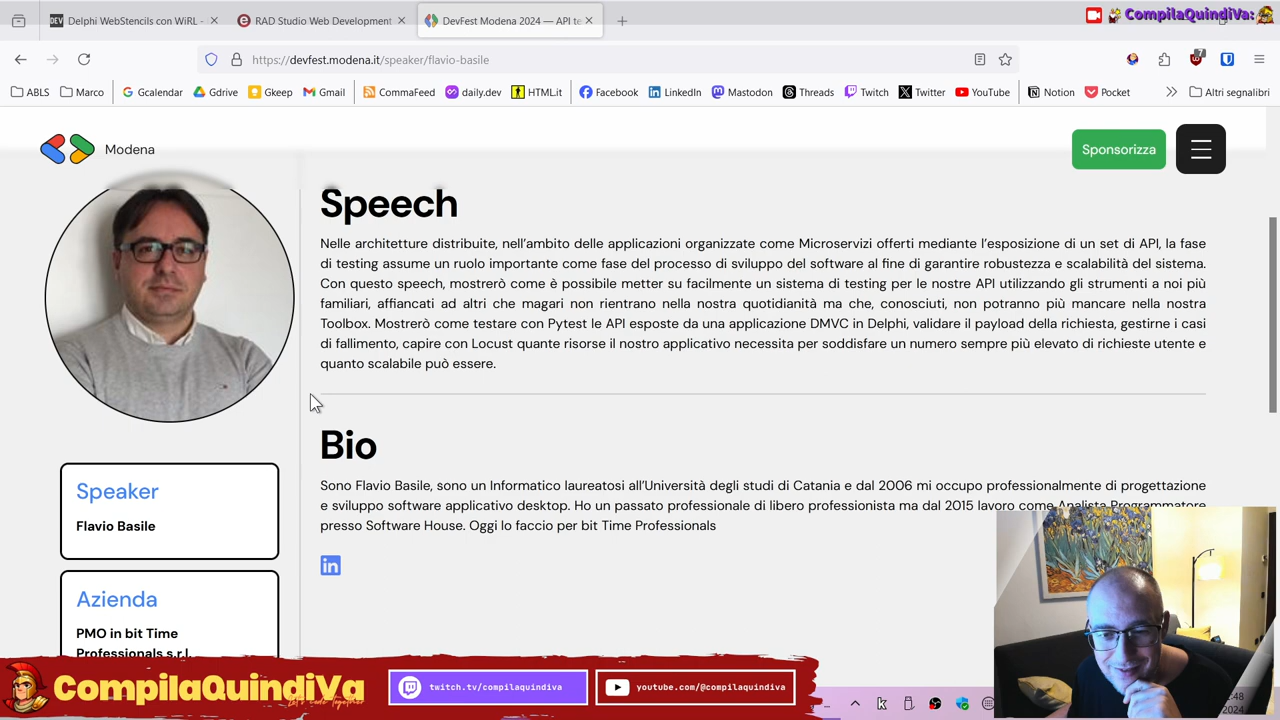 Delphi WebStencils con WiRL -
RAD Studio Web Development
DevFest Modena 2024 — API te
CompilaQuindiVa:
https://devfest.modena.it/speaker/flavio-basile
7
ABLS
Marco
Gcalendar
Gdrive
Gkeep
Gmail
CommaFeed
daily.dev
HTML.it
Facebook
LinkedIn
Mastodon
Threads
Twitch
Twitter
YouTube
Notion
Pocket
Altri segnalibri
Modena
Sponsorizza
Speech
Nelle architetture distribuite, nell’ambito delle applicazioni organizzate come Microservizi offerti mediante l’esposizione di un set di API, la fase
di testing assume un ruolo importante come fase del processo di sviluppo del software al fine di garantire robustezza e scalabilità del sistema.
Con questo speech, mostrerò come è possibile metter su facilmente un sistema di testing per le nostre API utilizzando gli strumenti a noi più
familiari, affiancati ad altri che magari non rientrano nella nostra quotidianità ma che, conosciuti, non potranno più mancare nella nostra
Toolbox. Mostrerò come testare con Pytest le API esposte da una applicazione DMVC in Delphi, validare il payload della richiesta, gestirne i casi
di fallimento, capire con Locust quante risorse il nostro applicativo necessita per soddisfare un numero sempre più elevato di richieste utente e
quanto scalabile può essere.
Bio
Sono Flavio Basile, sono un Informatico laureatosi all’Università degli studi di Catania e dal 2006 mi occupo professionalmente di progettazione
e sviluppo software applicativo desktop. Ho un passato professionale di libero professionista ma dal 2015 lavoro come Analista Programmatore
presso Software House. Oggi lo faccio per bit Time Professionals
in
Speaker
Flavio Basile
Azienda
PMO in bit Time
Professionals s.r.l.
CompilaQuindiVa
Let's code Together
twitch.tv/compilaquindiva
youtube.com/@compilaquindiva